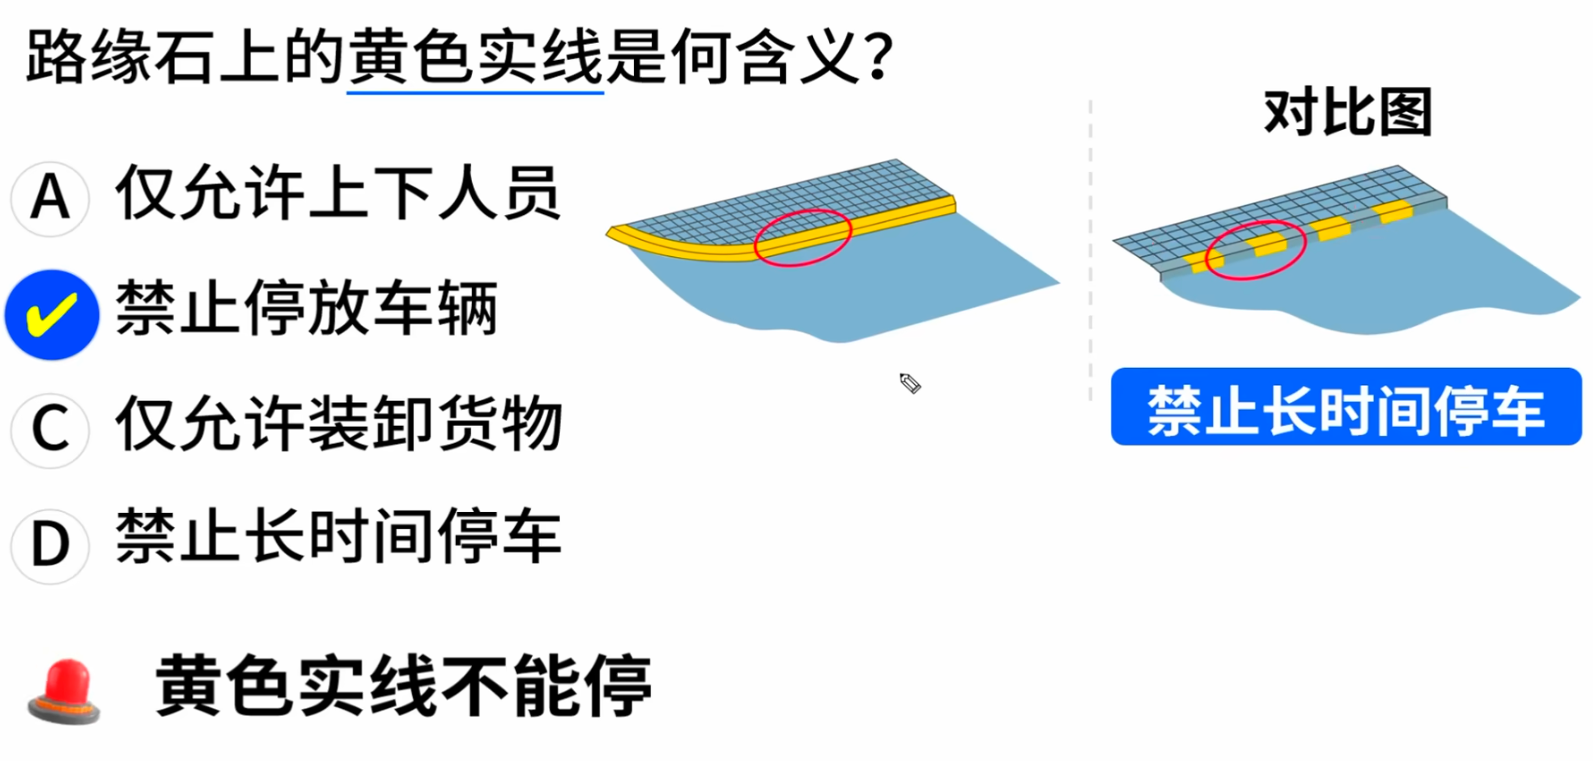 路缘石上的黄色实线是何含义？
A 仅允许上下人员
禁止停放车辆
C 仅允许装卸货物
D 禁止长时间停车
黄色实线不能停
对比图
禁止长时间停车